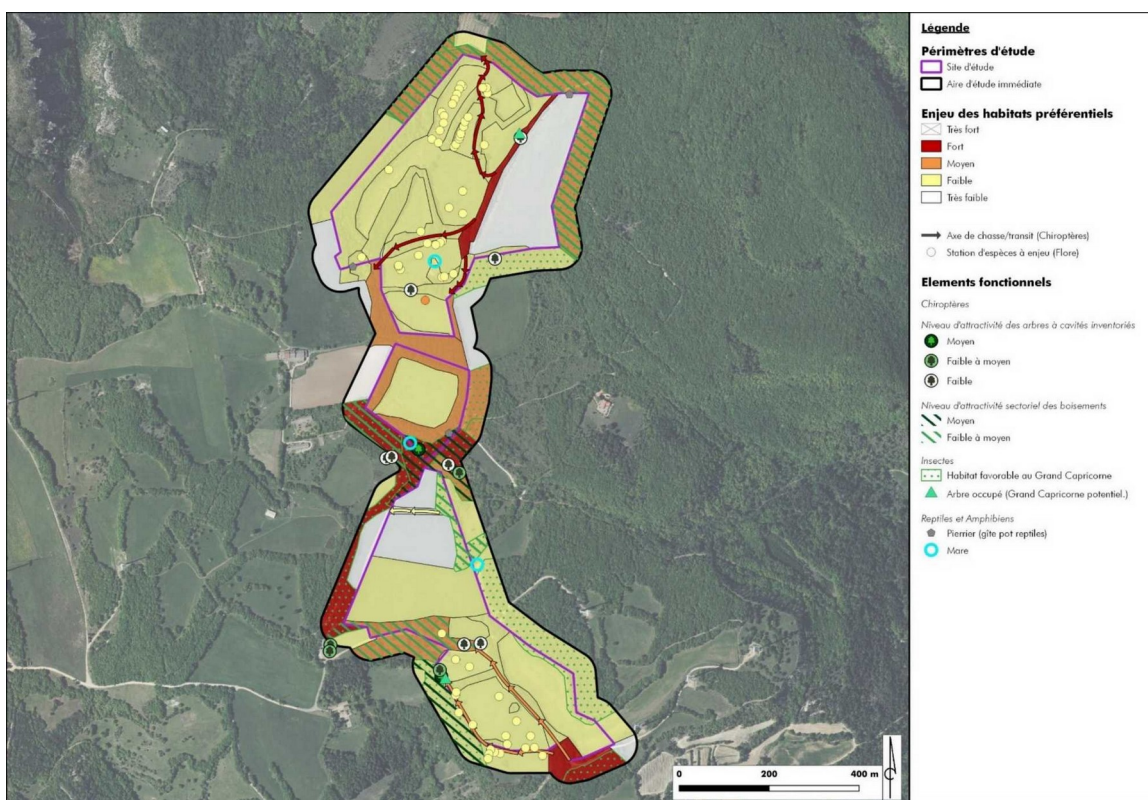 Légende
Périmètres d'étude
Site d'étude
Aire d'étude immédiate
Enjeu des habitats préférentiels
Très fort
Fort
Moyen
Faible
Très faible
Axe de chasse/transit (Chiroptères)
Station d'espèces à enjeu (Flore)
Elements fonctionnels
Chiroptères
Niveau d'attractivité des arbres à cavités inventoriés
Moyen
Faible à moyen
Faible
Niveau d'attractivité sectoriel des boisements
Moyen
Faible à moyen
Insectes
Habitat favorable au Grand Capricorne
Arbre occupé (Grand Capricorne potentiel.)
Reptiles et Amphibiens
Pierrier (gîte pot reptiles)
Mare
0 200 400 m